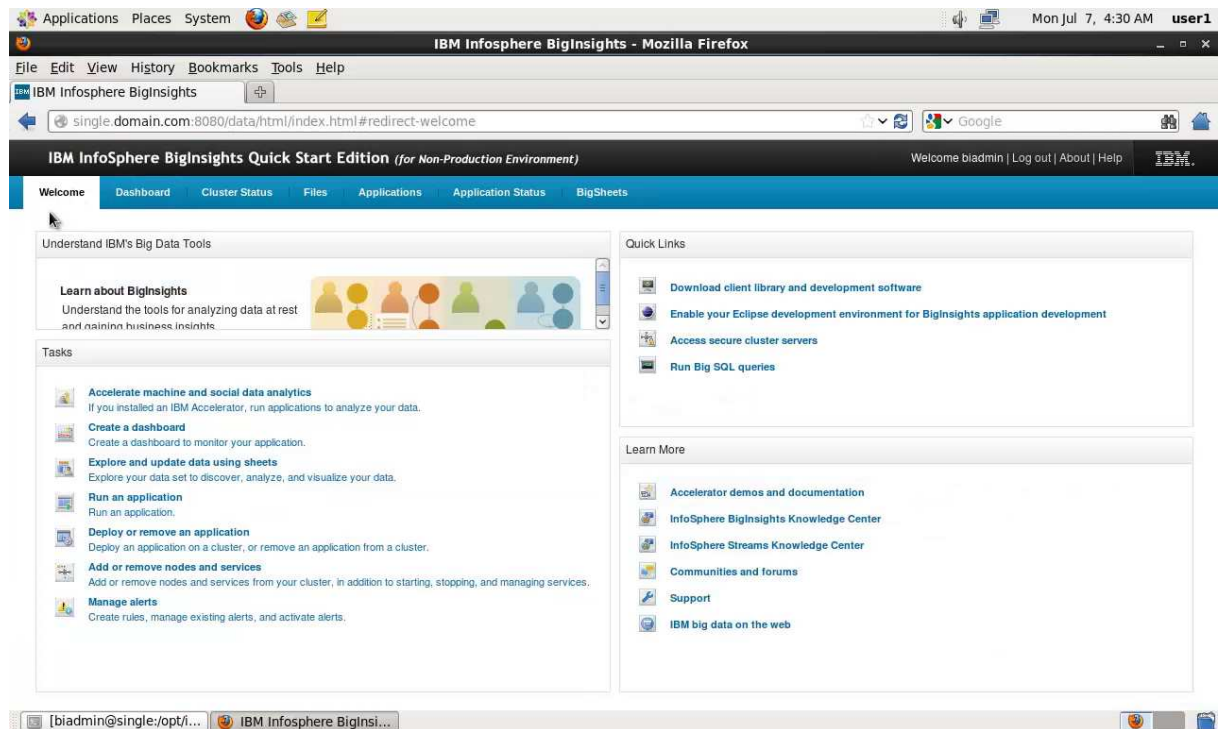 Applications Places System Mon Jul 7, 4:30 AM user1
IBM Infosphere BigInsights - Mozilla Firefox
File Edit View History Bookmarks Tools Help
IBM Infosphere BigInsights
single.domain.com:8080/data/html/index.html#redirect-welcome Google
IBM InfoSphere BigInsights Quick Start Edition (for Non-Production Environment) Welcome biadmin | Log out | About | Help IBM.
Welcome Dashboard Cluster Status Files Applications Application Status BigSheets
Understand IBM's Big Data Tools
Learn about BigInsights
Understand the tools for analyzing data at rest
and gaining business insights
Tasks
Accelerate machine and social data analytics
If you installed an IBM Accelerator, run applications to analyze your data.
Create a dashboard
Create a dashboard to monitor your application.
Explore and update data using sheets
Explore your data set to discover, analyze, and visualize your data.
Run an application
Run an application.
Deploy or remove an application
Deploy an application on a cluster, or remove an application from a cluster.
Add or remove nodes and services
Add or remove nodes and services from your cluster, in addition to starting, stopping, and managing services.
Manage alerts
Create rules, manage existing alerts, and activate alerts.
Quick Links
Download client library and development software
Enable your Eclipse development environment for BigInsights application development
Access secure cluster servers
Run Big SQL queries
Learn More
Accelerator demos and documentation
InfoSphere BigInsights Knowledge Center
InfoSphere Streams Knowledge Center
Communities and forums
Support
IBM big data on the web
[biadmin@single:/opt/i... IBM Infosphere BigInsi...